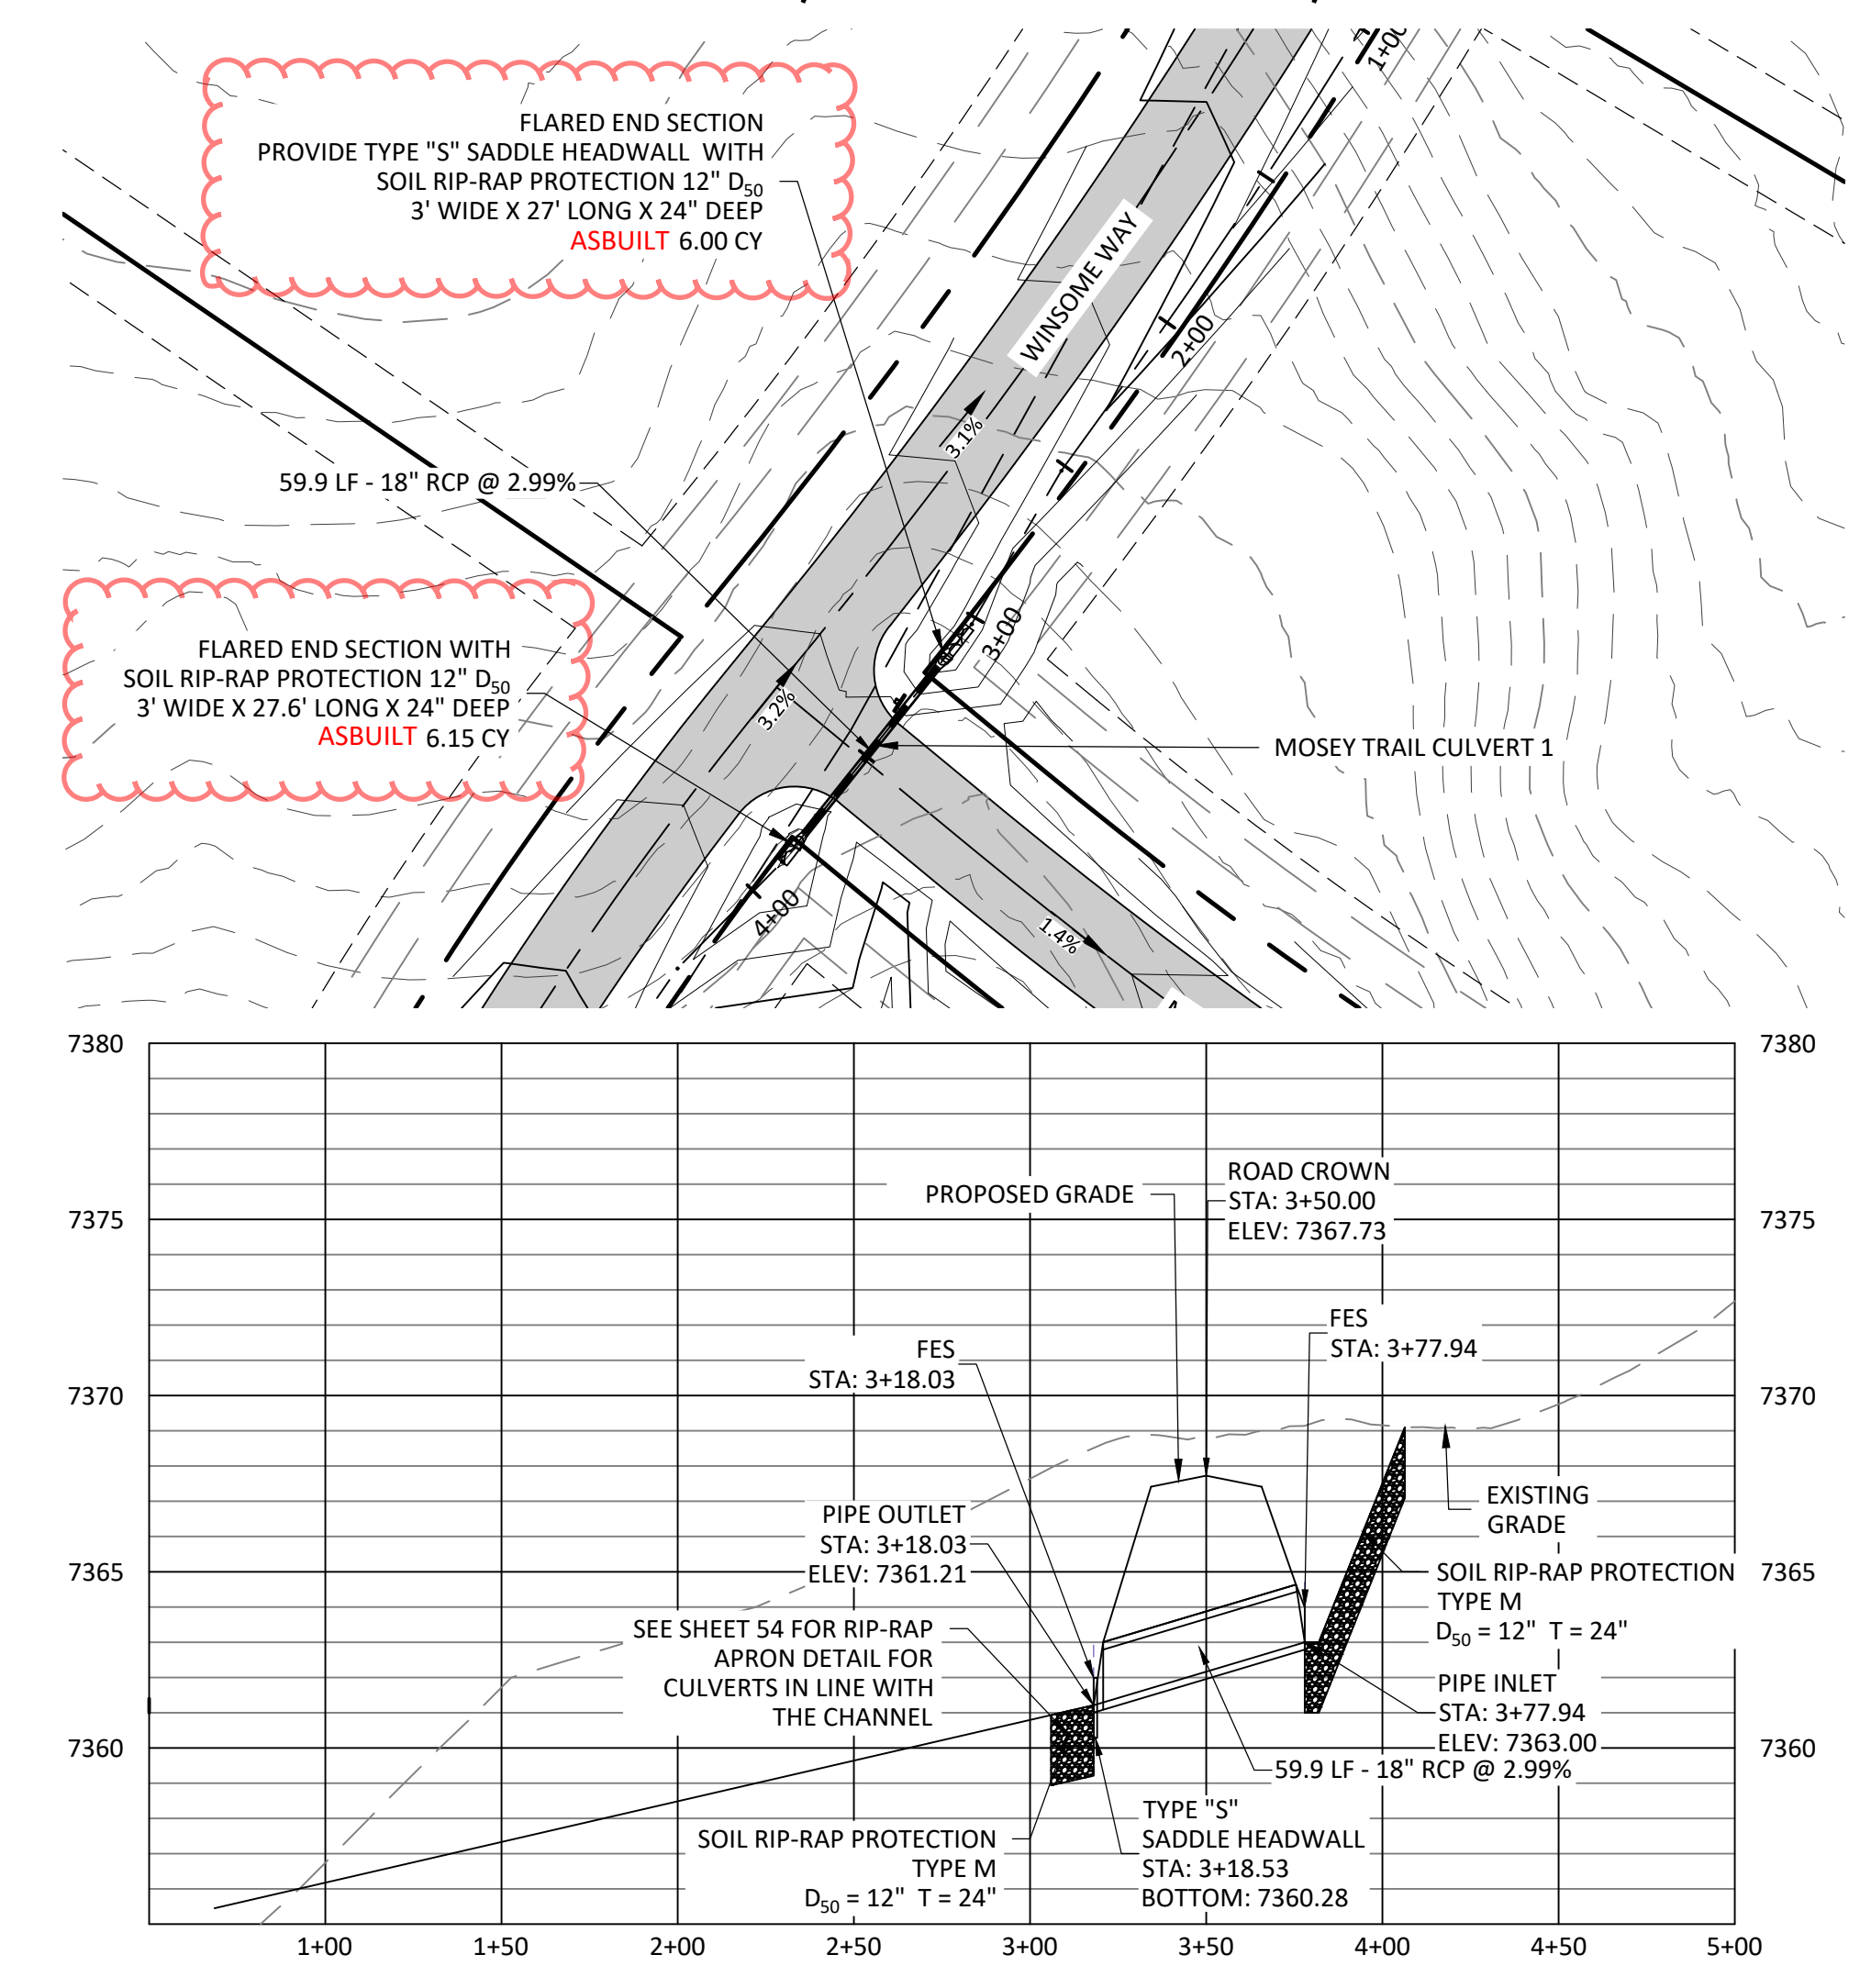 FLARED END SECTION
PROVIDE TYPE "S" SADDLE HEADWALL WITH
SOIL RIP-RAP PROTECTION 12" D50
3' WIDE X 27' LONG X 24" DEEP
ASBUILT 6.00 CY
1+00
WINSOME WAY
2+00
3.1%
59.9 LF - 18" RCP @ 2.99%
3+00
FLARED END SECTION WITH
SOIL RIP-RAP PROTECTION 12" D50
3' WIDE X 27.6' LONG X 24" DEEP
ASBUILT 6.15 CY
3.2%
MOSEY TRAIL CULVERT 1
4+00
1.4%
7380
7380
ROAD CROWN
STA: 3+50.00
ELEV: 7367.73
PROPOSED GRADE
7375
7375
FES
STA: 3+77.94
FES
STA: 3+18.03
7370
7370
PIPE OUTLET
STA: 3+18.03
ELEV: 7361.21
EXISTING
GRADE
7365
7365
SOIL RIP-RAP PROTECTION
TYPE M
D50 = 12" T = 24"
SEE SHEET 54 FOR RIP-RAP
APRON DETAIL FOR
CULVERTS IN LINE WITH
THE CHANNEL
PIPE INLET
STA: 3+77.94
ELEV: 7363.00
7360
7360
59.9 LF - 18" RCP @ 2.99%
SOIL RIP-RAP PROTECTION
TYPE M
D50 = 12" T = 24"
TYPE "S"
SADDLE HEADWALL
STA: 3+18.53
BOTTOM: 7360.28
1+00
1+50
2+00
2+50
3+00
3+50
4+00
4+50
5+00